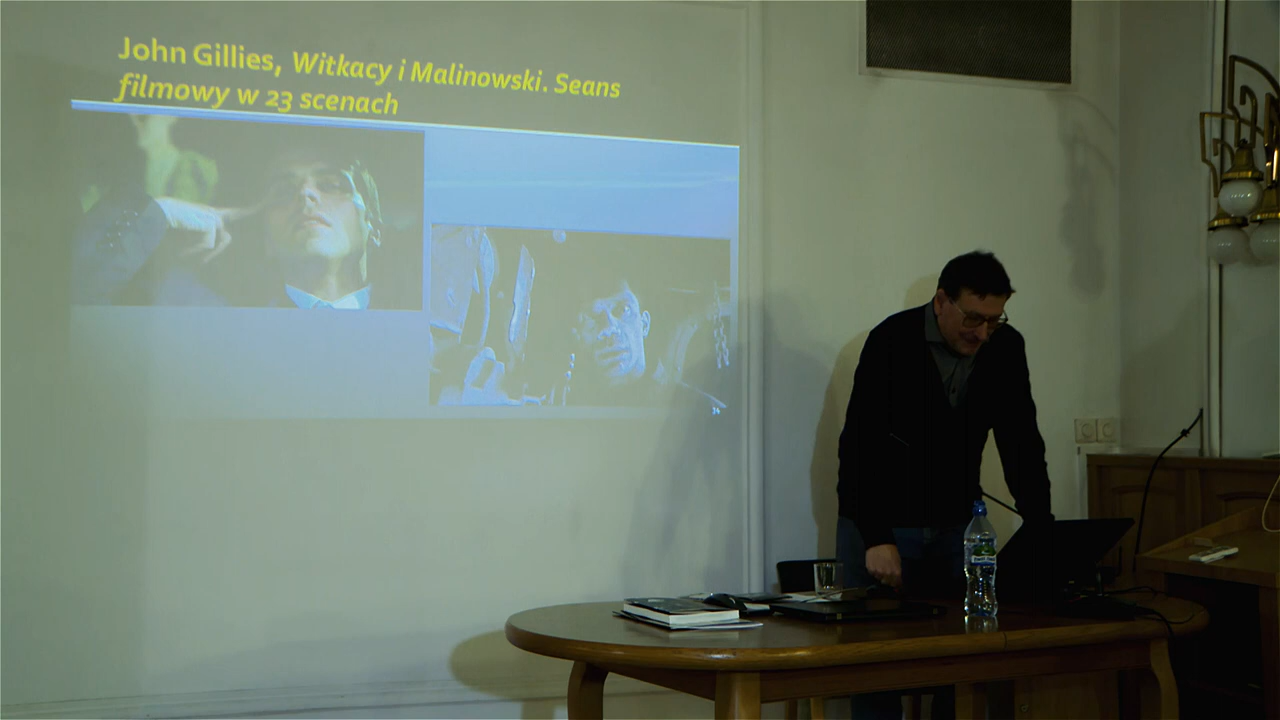 John Gillies, Witkacy i Malinowski. Seans
filmowy w 23 scenach